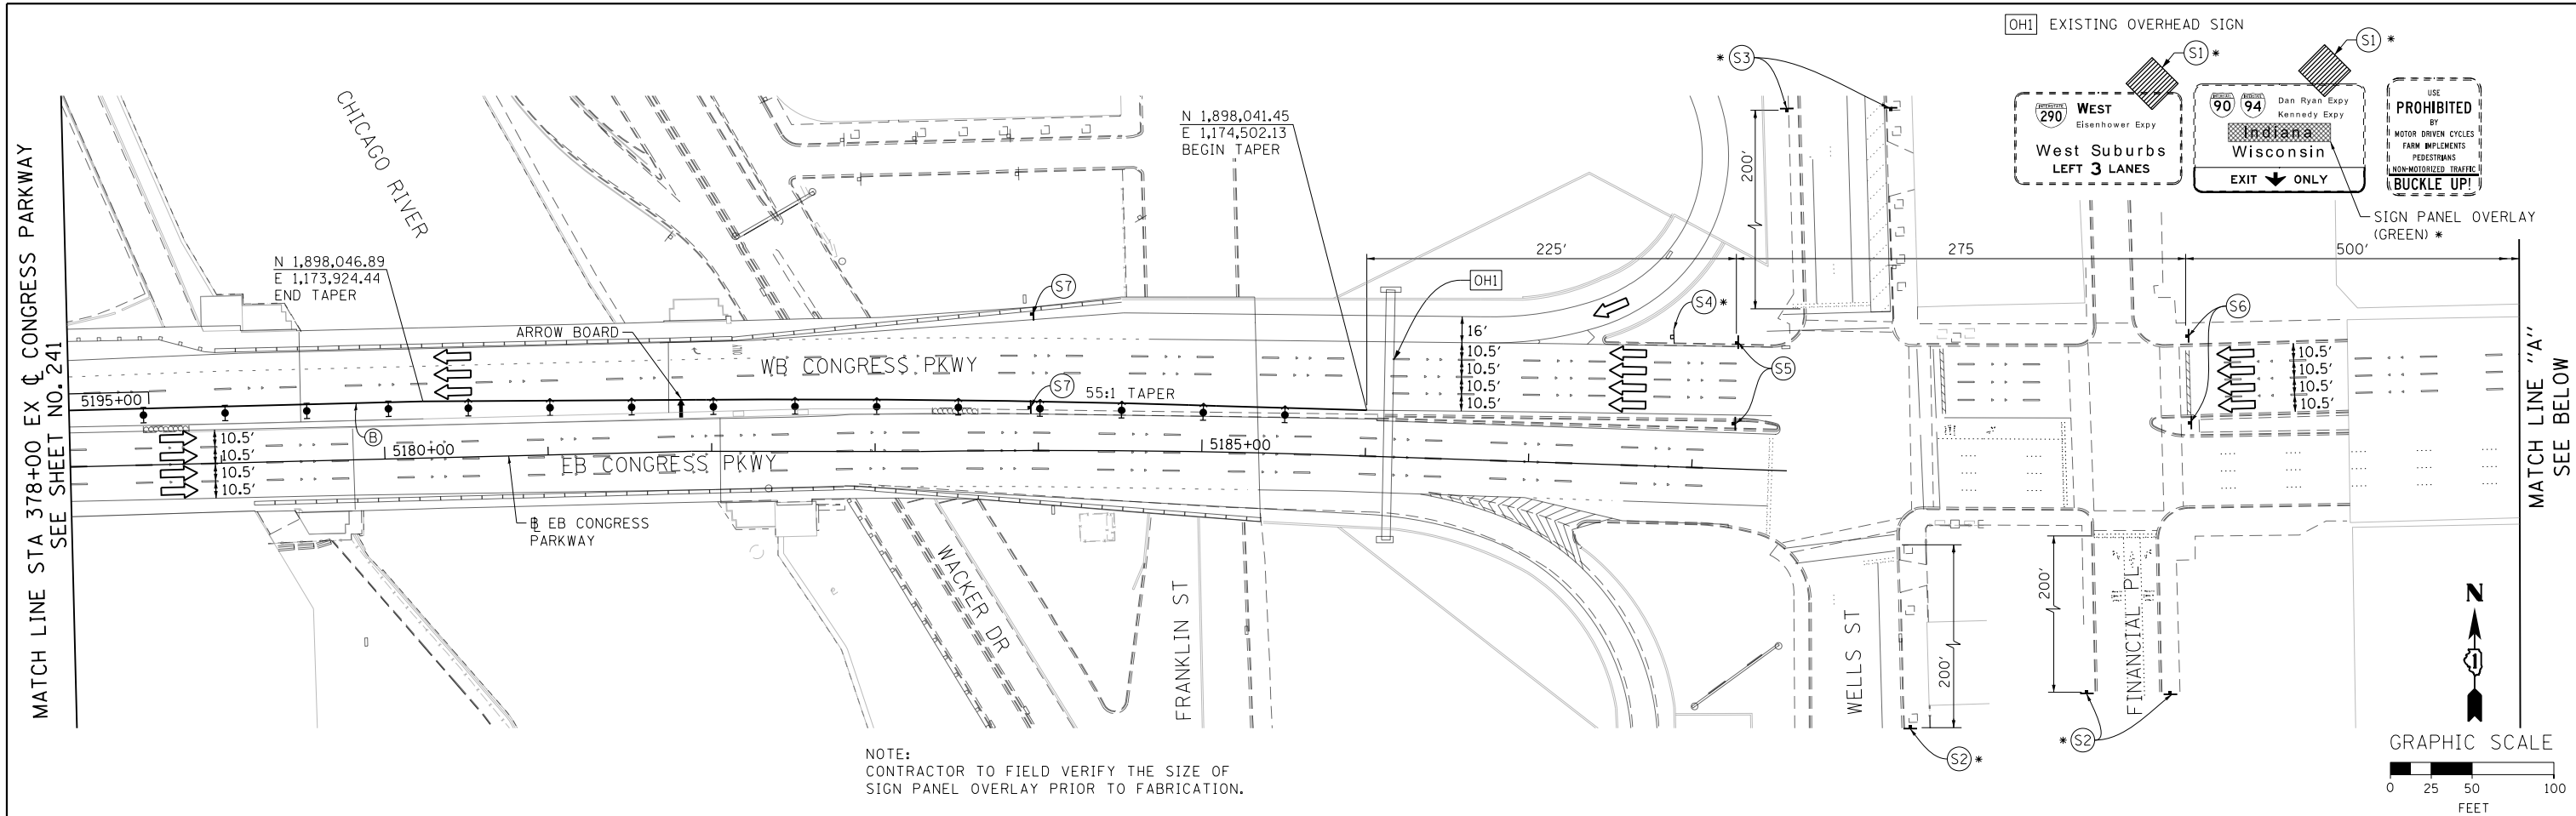 MATCH LINE STA 378+00 EX ℄ CONGRESS PARKWAY
SEE SHEET NO. 241
CHICAGO RIVER
N 1,898,046.89
E 1,173,924.44
END TAPER
ARROW BOARD
S7
N 1,898,041.45
E 1,174,502.13
BEGIN TAPER
225'
OH1
S4 *
* S3
200'
275
500'
OH1 EXISTING OVERHEAD SIGN
S1 *
S1 *
INTERSTATE
290
WEST
Eisenhower Expy
West Suburbs
LEFT 3 LANES
INTERSTATE
90
INTERSTATE
94
Dan Ryan Expy
Kennedy Expy
Indiana
Wisconsin
EXIT ONLY
USE
PROHIBITED
BY
MOTOR DRIVEN CYCLES
FARM IMPLEMENTS
PEDESTRIANS
NON-MOTORIZED TRAFFIC
BUCKLE UP!
SIGN PANEL OVERLAY
(GREEN) *
S6
S5
16'
10.5'
10.5'
10.5'
10.5'
10.5'
10.5'
10.5'
10.5'
WB CONGRESS PKWY
S7
55:1 TAPER
5195+00
B
10.5'
10.5'
10.5'
10.5'
5180+00
5185+00
EB CONGRESS PKWY
℄ EB CONGRESS
PARKWAY
WACKER DR
FRANKLIN ST
WELLS ST
200'
S2 *
200'
FINANCIAL PL
* S2
MATCH LINE "A"
SEE BELOW
N
1
NOTE:
CONTRACTOR TO FIELD VERIFY THE SIZE OF
SIGN PANEL OVERLAY PRIOR TO FABRICATION.
GRAPHIC SCALE
0 25 50 100
FEET